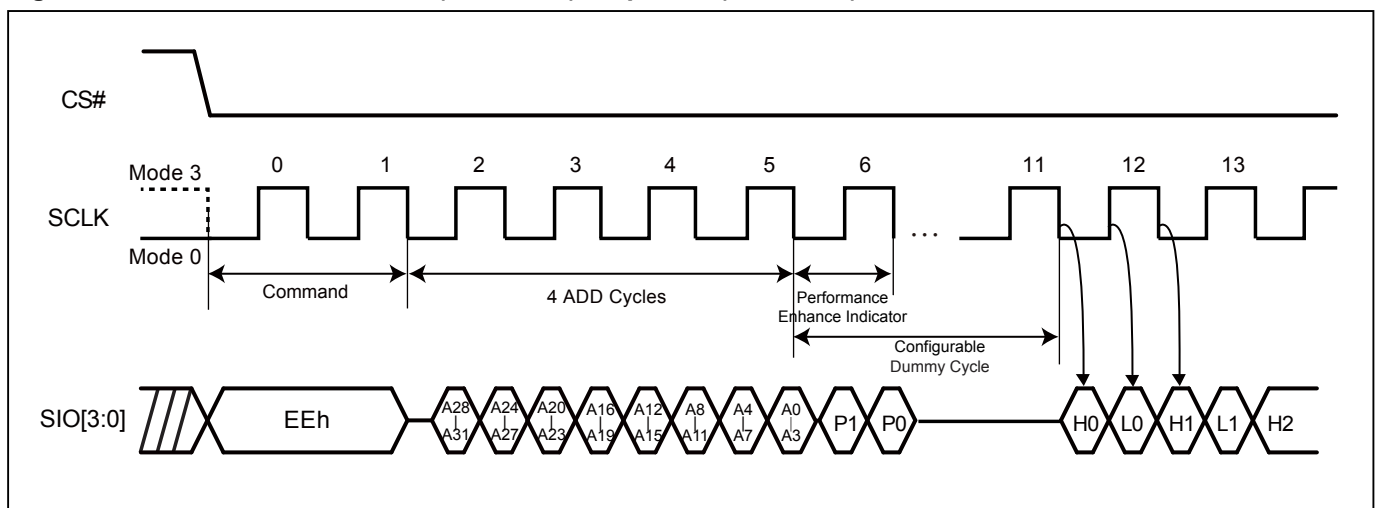 CS#
Mode 3
0 1 2 3 4 5 6 11 12 13
SCLK
...
Mode 0
Command
4 ADD Cycles
Performance
Enhance Indicator
Configurable
Dummy Cycle
SIO[3:0]
EEh
A28
A31
A24
A27
A20
A23
A16
A19
A12
A15
A8
A11
A4
A7
A0
A3
P1 P0
H0 L0 H1 L1 H2